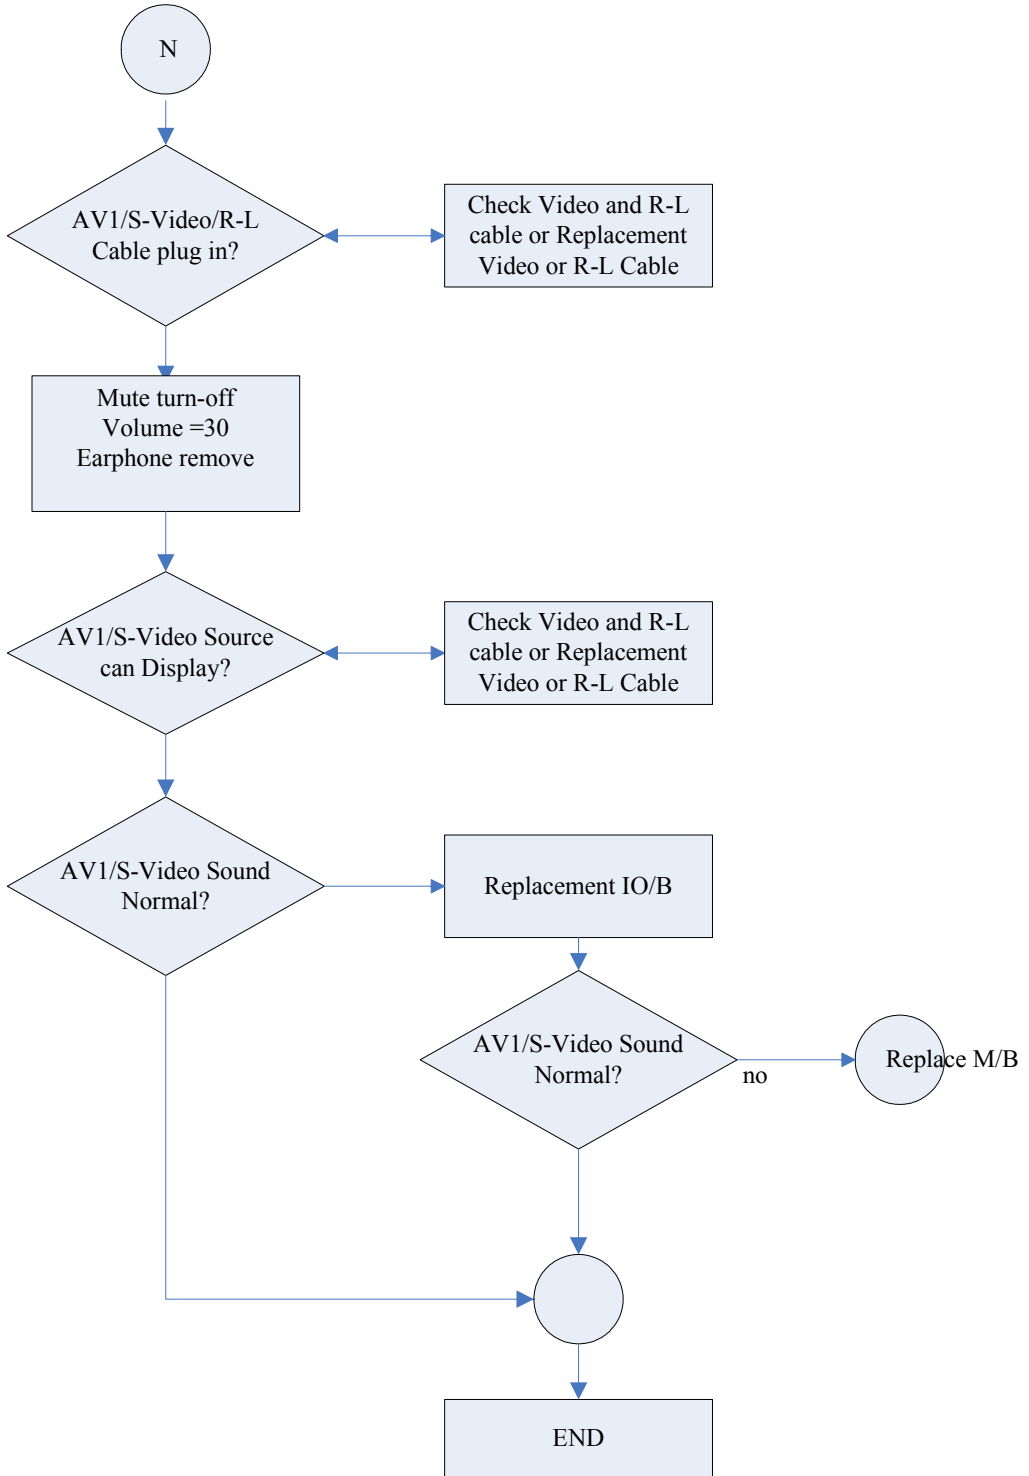 N
AV1/S-Video/R-L
Cable plug in?
Check Video and R-L
cable or Replacement
Video or R-L Cable
Mute turn-off
Volume =30
Earphone remove
AV1/S-Video Source
can Display?
Check Video and R-L
cable or Replacement
Video or R-L Cable
AV1/S-Video Sound
Normal?
Replacement IO/B
AV1/S-Video Sound
Normal?
no
Replace M/B
END